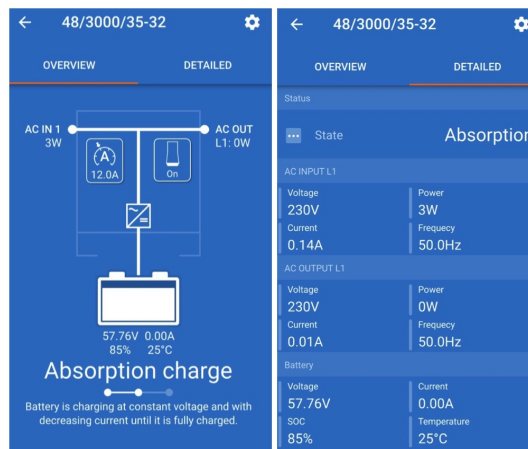 48/3000/35-32
OVERVIEW DETAILED
AC IN 1
3W
AC OUT
L1: 0W
A
12.0A
On
57.76V 0.00A
85% 25°C
Absorption charge
Battery is charging at constant voltage and with
decreasing current until it is fully charged.
48/3000/35-32
OVERVIEW DETAILED
Status
State Absorption
AC INPUT L1
Voltage Power
230V 3W
Current Frequecy
0.14A 50.0Hz
AC OUTPUT L1
Voltage Power
230V 0W
Current Frequecy
0.01A 50.0Hz
Battery
Voltage Current
57.76V 0.00A
SOC Temperature
85% 25°C